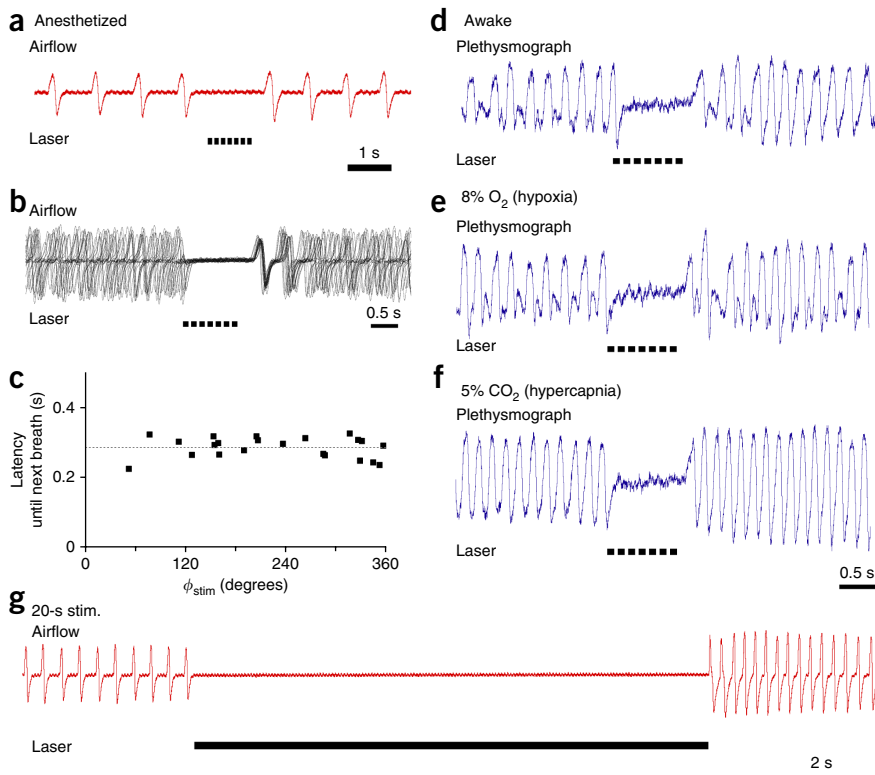 a Anesthetized
Airflow
Laser
1 s
b Airflow
Laser
0.5 s
c
Latency
until next breath (s)
0.4
0.2
0
0 120 240 360
ϕstim (degrees)
d Awake
Plethysmograph
Laser
e 8% O2 (hypoxia)
Plethysmograph
Laser
f 5% CO2 (hypercapnia)
Plethysmograph
Laser
0.5 s
g 20-s stim.
Airflow
Laser
2 s